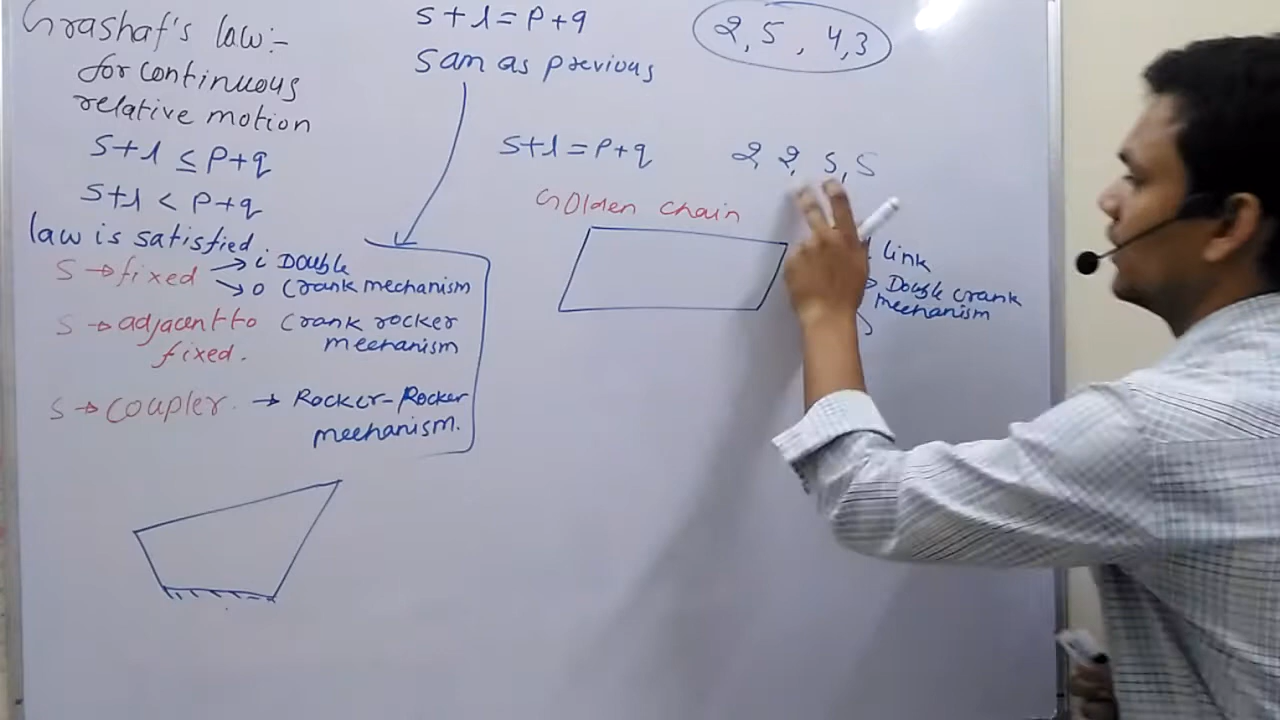 Grashaf's law:-
for continuous
relative motion
S+l ≤ P+q
S+l < P+q
law is satisfied
S → fixed → i Double
→ o Crank mechanism
S → adjacent to Crank rocker
fixed. mechanism
S → coupler. → Rocker-Rocker
mechanism.
S+l = P+q
Sam as previous
2,5, 4,3
S+l = P+q 2 2, 5, 5
Golden chain
link
Double crank
mechanism